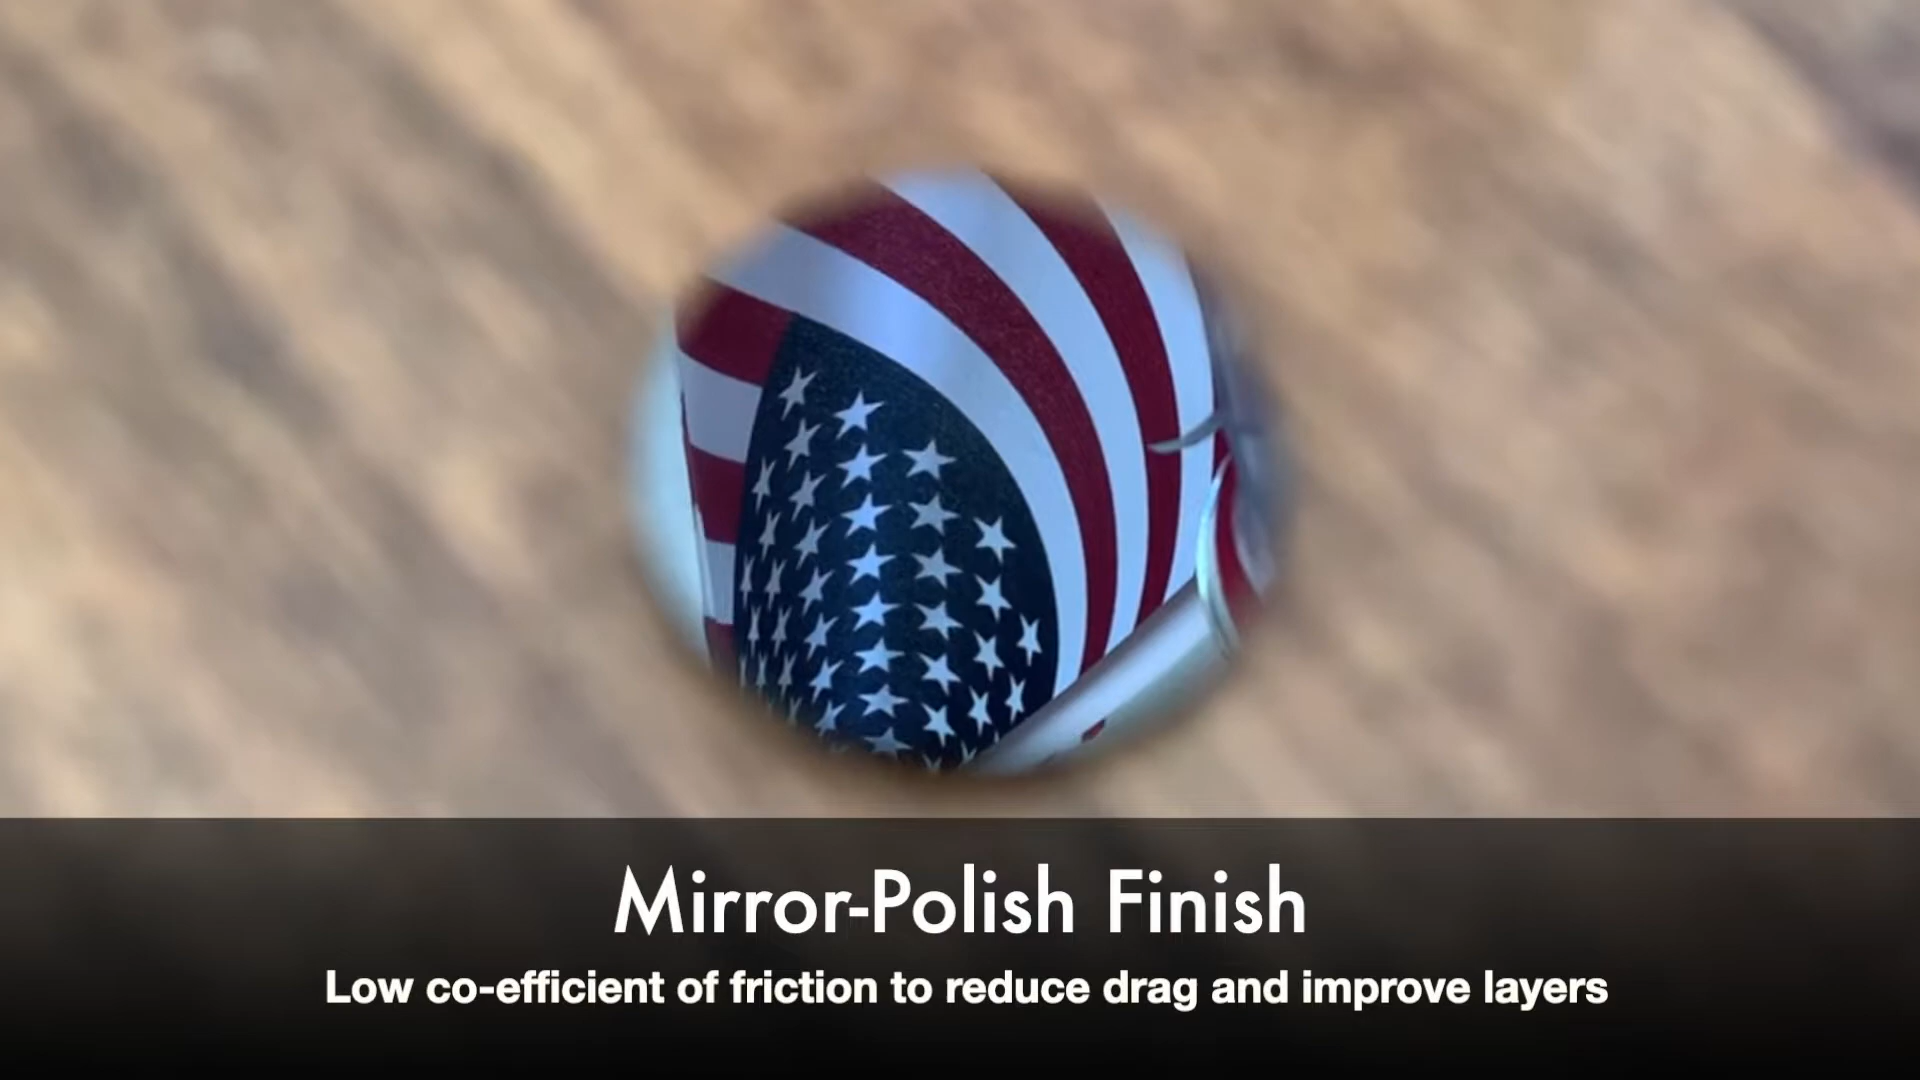 Mirror-Polish Finish
Low co-efficient of friction to reduce drag and improve layers